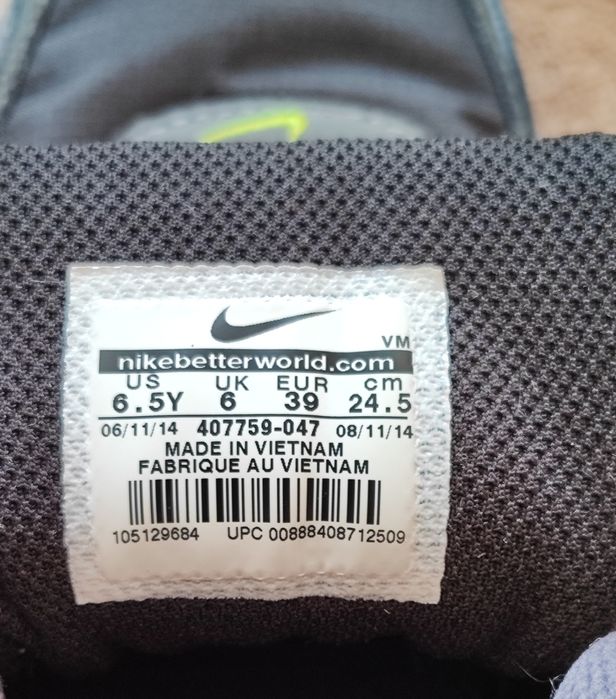 VM
nikebetterworld.com
US UK EUR cm
6.5Y 6 39 24.5
06/11/14 407759-047 08/11/14
MADE IN VIETNAM
FABRIQUE AU VIETNAM
105129684 UPC 00888408712509